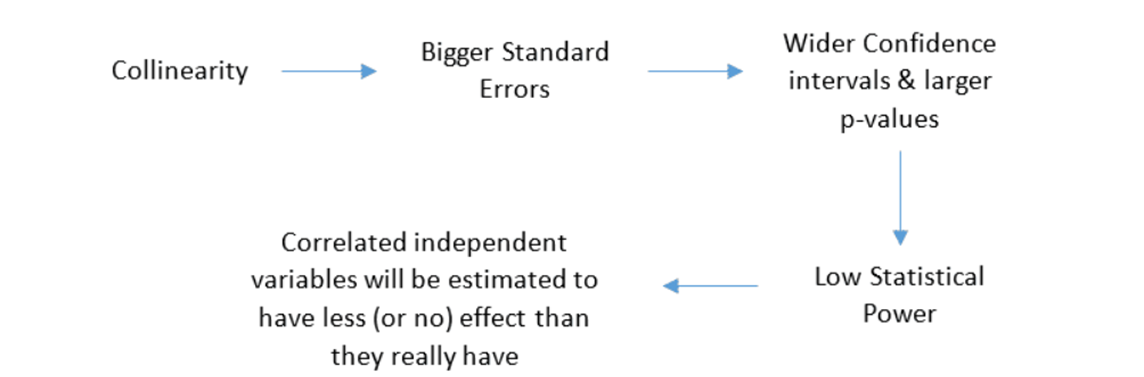 Collinearity
Bigger Standard
Errors
Wider Confidence
intervals & larger
p-values
Low Statistical
Power
Correlated independent
variables will be estimated to
have less (or no) effect than
they really have